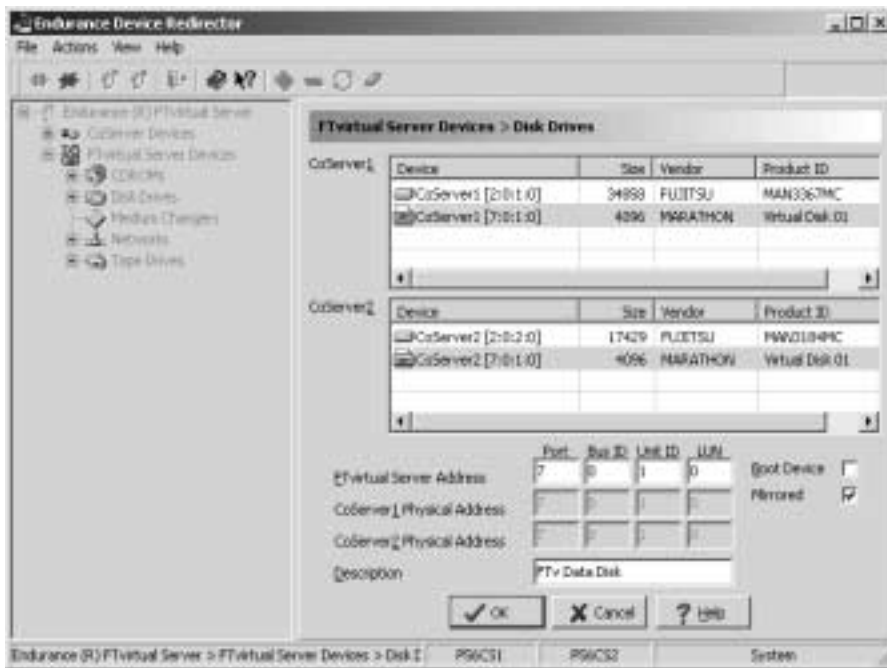 Endurance Device Redirector
File Actions View Help
Endurance (R) FTvirtual Server
CoServer Devices
FTvirtual Server Devices
CDROMs
Disk Drives
Medium Changers
Networks
Tape Drives
FTvirtual Server Devices > Disk Drives
CoServer1
Device Size Vendor Product ID
CoServer1 [2:0:1:0] 34858 FUJITSU MAN3367MC
CoServer1 [7:0:1:0] 4096 MARATHON Virtual Disk 01
CoServer2
Device Size Vendor Product ID
CoServer2 [2:0:2:0] 17429 FUJITSU MAN3184MC
CoServer2 [7:0:1:0] 4096 MARATHON Virtual Disk 01
Port Bus ID Unit ID LUN
FTvirtual Server Address 7 0 1 0
Boot Device
Mirrored
CoServer1 Physical Address
CoServer2 Physical Address
Description FTv Data Disk
OK Cancel Help
Endurance (R) FTvirtual Server > FTvirtual Server Devices > Disk PS6CS1 PS6CS2 System